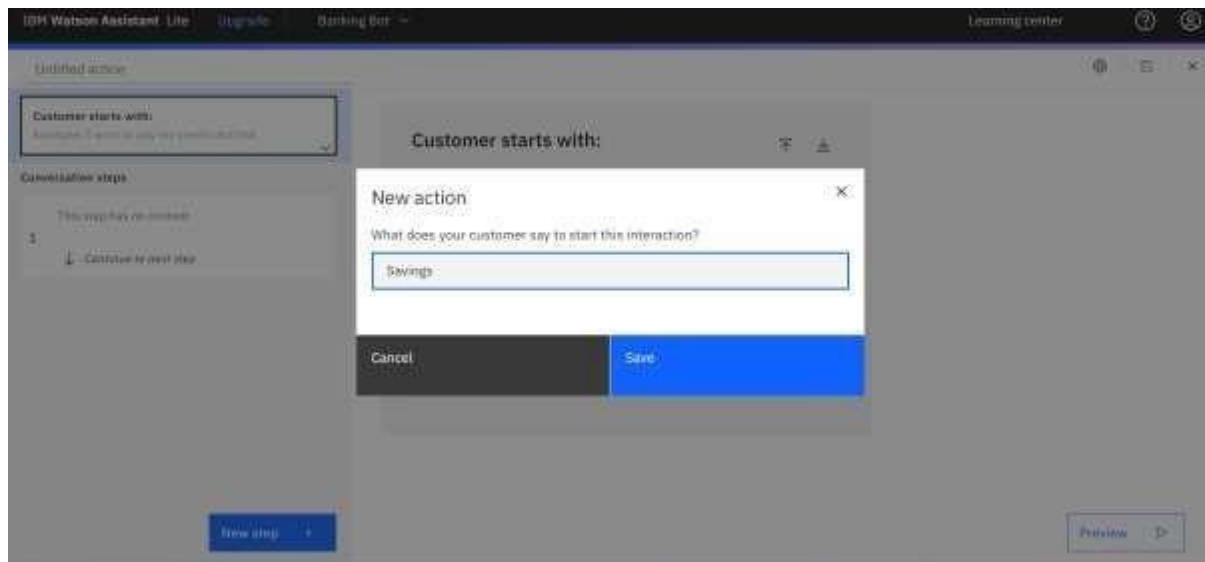 IBM Watson Assistant Lite Upgrade Banking Bot Learning center
Untitled action
Customer starts with:
Conversation steps
This step has no content
1
Continue to next step
New step +
Customer starts with:
New action
What does your customer say to start this interaction?
Savings
Cancel Save
Preview